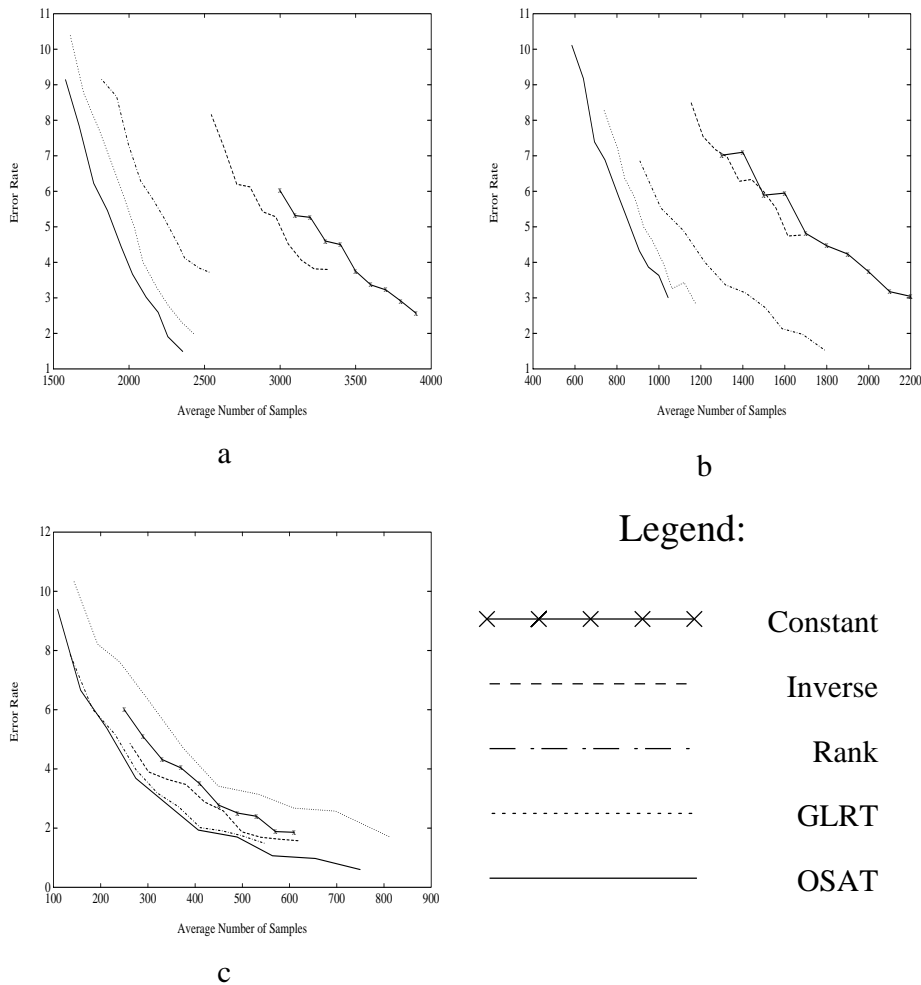 11
10
9
8
7
6
5
4
3
2
1
Error Rate
1500 2000 2500 3000 3500 4000
Average Number of Samples
a
11
10
9
8
7
6
5
4
3
2
1
Error Rate
400 600 800 1000 1200 1400 1600 1800 2000 2200
Average Number of Samples
b
12
10
8
6
4
2
0
Error Rate
100 200 300 400 500 600 700 800 900
Average Number of Samples
c
Legend:
Constant
Inverse
Rank
GLRT
OSAT